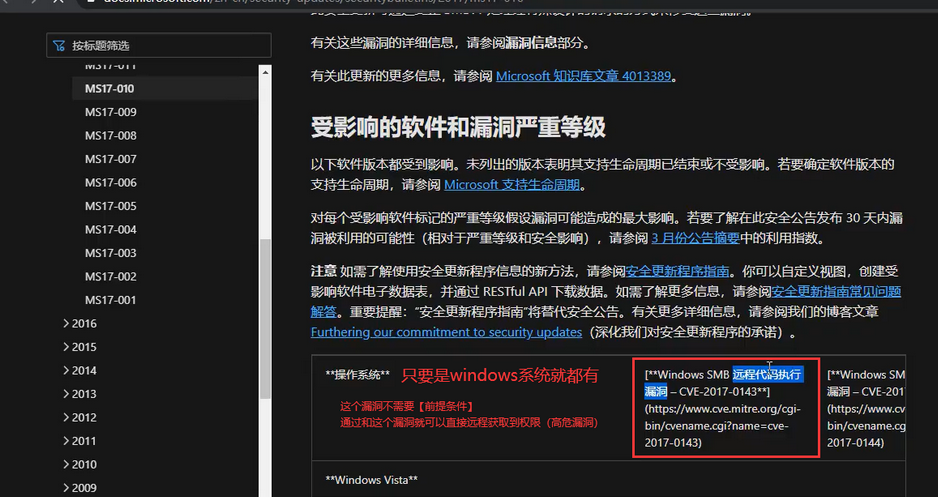 docs.microsoft.com/zh-cn/security-updates/securitybulletins/2017/ms17-010
按标题筛选
MS17-011
MS17-010
MS17-009
MS17-008
MS17-007
MS17-006
MS17-005
MS17-004
MS17-003
MS17-002
MS17-001
2016
2015
2014
2013
2012
2011
2010
2009
有关这些漏洞的详细信息，请参阅漏洞信息部分。
有关此更新的更多信息，请参阅 Microsoft 知识库文章 4013389。
受影响的软件和漏洞严重等级
以下软件版本都受到影响。未列出的版本表明其支持生命周期已结束或不受影响。若要确定软件版本的
支持生命周期，请参阅 Microsoft 支持生命周期。
对每个受影响软件标记的严重等级假设漏洞可能造成的最大影响。若要了解在此安全公告发布 30 天内漏
洞被利用的可能性（相对于严重等级和安全影响），请参阅 3 月份公告摘要中的利用指数。
注意 如需了解使用安全更新程序信息的新方法，请参阅安全更新程序指南。你可以自定义视图，创建受
影响软件电子数据表，并通过 RESTful API 下载数据。如需了解更多信息，请参阅安全更新指南常见问题
解答。重要提醒：“安全更新程序指南”将替代安全公告。有关更多详细信息，请参阅我们的博客文章
Furthering our commitment to security updates（深化我们对安全更新程序的承诺）。
**操作系统** 只要是windows系统就都有
这个漏洞不需要【前提条件】
通过和这个漏洞就可以直接远程获取到权限（高危漏洞）
[**Windows SMB 远程代码执行
漏洞 – CVE-2017-0143**]
(https://www.cve.mitre.org/cgi-
bin/cvename.cgi?name=cve-
2017-0143)
[**Windows SM
漏洞 – CVE-201
(https://www.cv
bin/cvename.cg
2017-0144)
**Windows Vista**